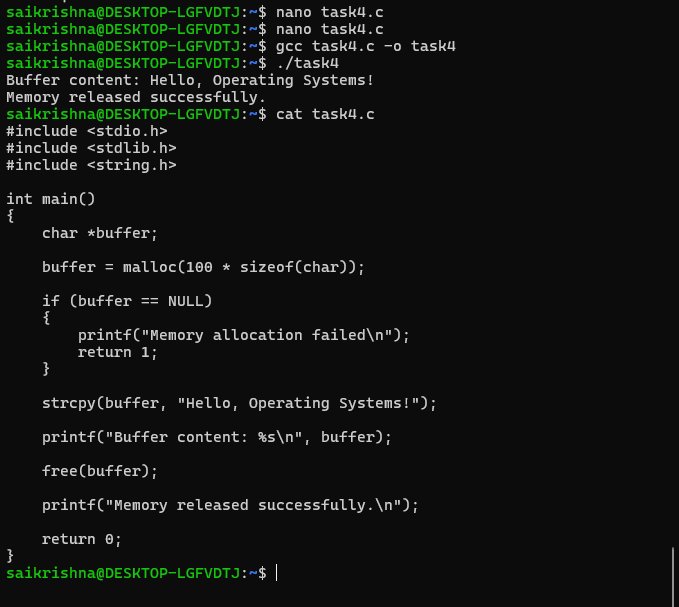 saikrishna@DESKTOP-LGFVDTJ:~$ nano task4.c
saikrishna@DESKTOP-LGFVDTJ:~$ nano task4.c
saikrishna@DESKTOP-LGFVDTJ:~$ gcc task4.c -o task4
saikrishna@DESKTOP-LGFVDTJ:~$ ./task4
Buffer content: Hello, Operating Systems!
Memory released successfully.
saikrishna@DESKTOP-LGFVDTJ:~$ cat task4.c
#include <stdio.h>
#include <stdlib.h>
#include <string.h>

int main()
{
    char *buffer;

    buffer = malloc(100 * sizeof(char));

    if (buffer == NULL)
    {
        printf("Memory allocation failed\n");
        return 1;
    }

    strcpy(buffer, "Hello, Operating Systems!");

    printf("Buffer content: %s\n", buffer);

    free(buffer);

    printf("Memory released successfully.\n");

    return 0;
}
saikrishna@DESKTOP-LGFVDTJ:~$